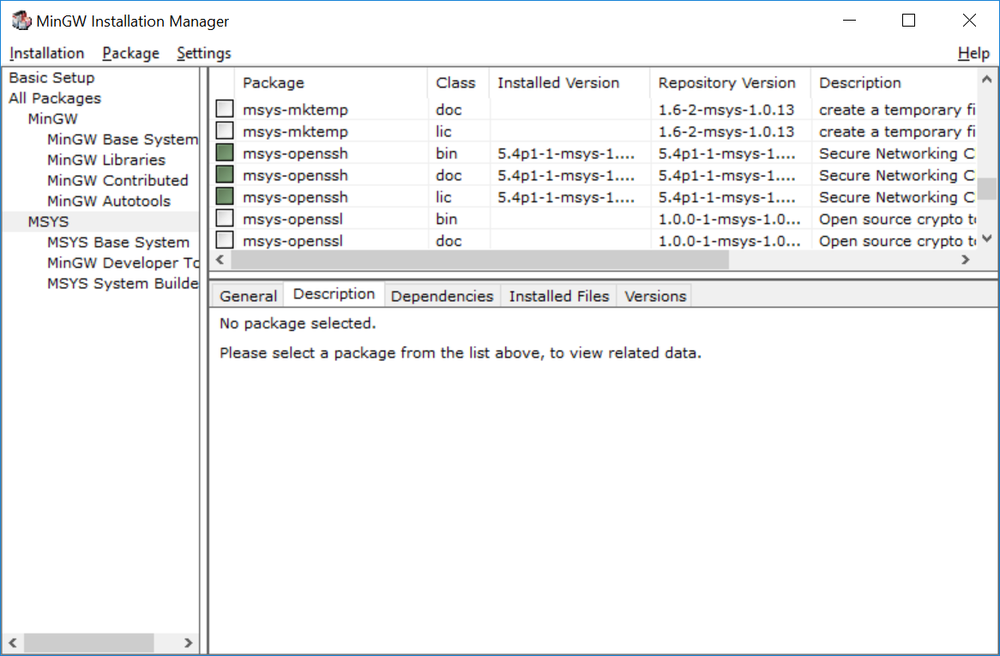 MinGW Installation Manager
Installation Package Settings Help
Basic Setup
All Packages
MinGW
MinGW Base System
MinGW Libraries
MinGW Contributed
MinGW Autotools
MSYS
MSYS Base System
MinGW Developer To
MSYS System Builde
Package Class Installed Version Repository Version Description
msys-mktemp doc 1.6-2-msys-1.0.13 create a temporary fi
msys-mktemp lic 1.6-2-msys-1.0.13 create a temporary fi
msys-openssh bin 5.4p1-1-msys-1.... 5.4p1-1-msys-1.... Secure Networking C
msys-openssh doc 5.4p1-1-msys-1.... 5.4p1-1-msys-1.... Secure Networking C
msys-openssh lic 5.4p1-1-msys-1.... 5.4p1-1-msys-1.... Secure Networking C
msys-openssl bin 1.0.0-1-msys-1.0... Open source crypto to
msys-openssl doc 1.0.0-1-msys-1.0... Open source crypto to
General Description Dependencies Installed Files Versions
No package selected.
Please select a package from the list above, to view related data.